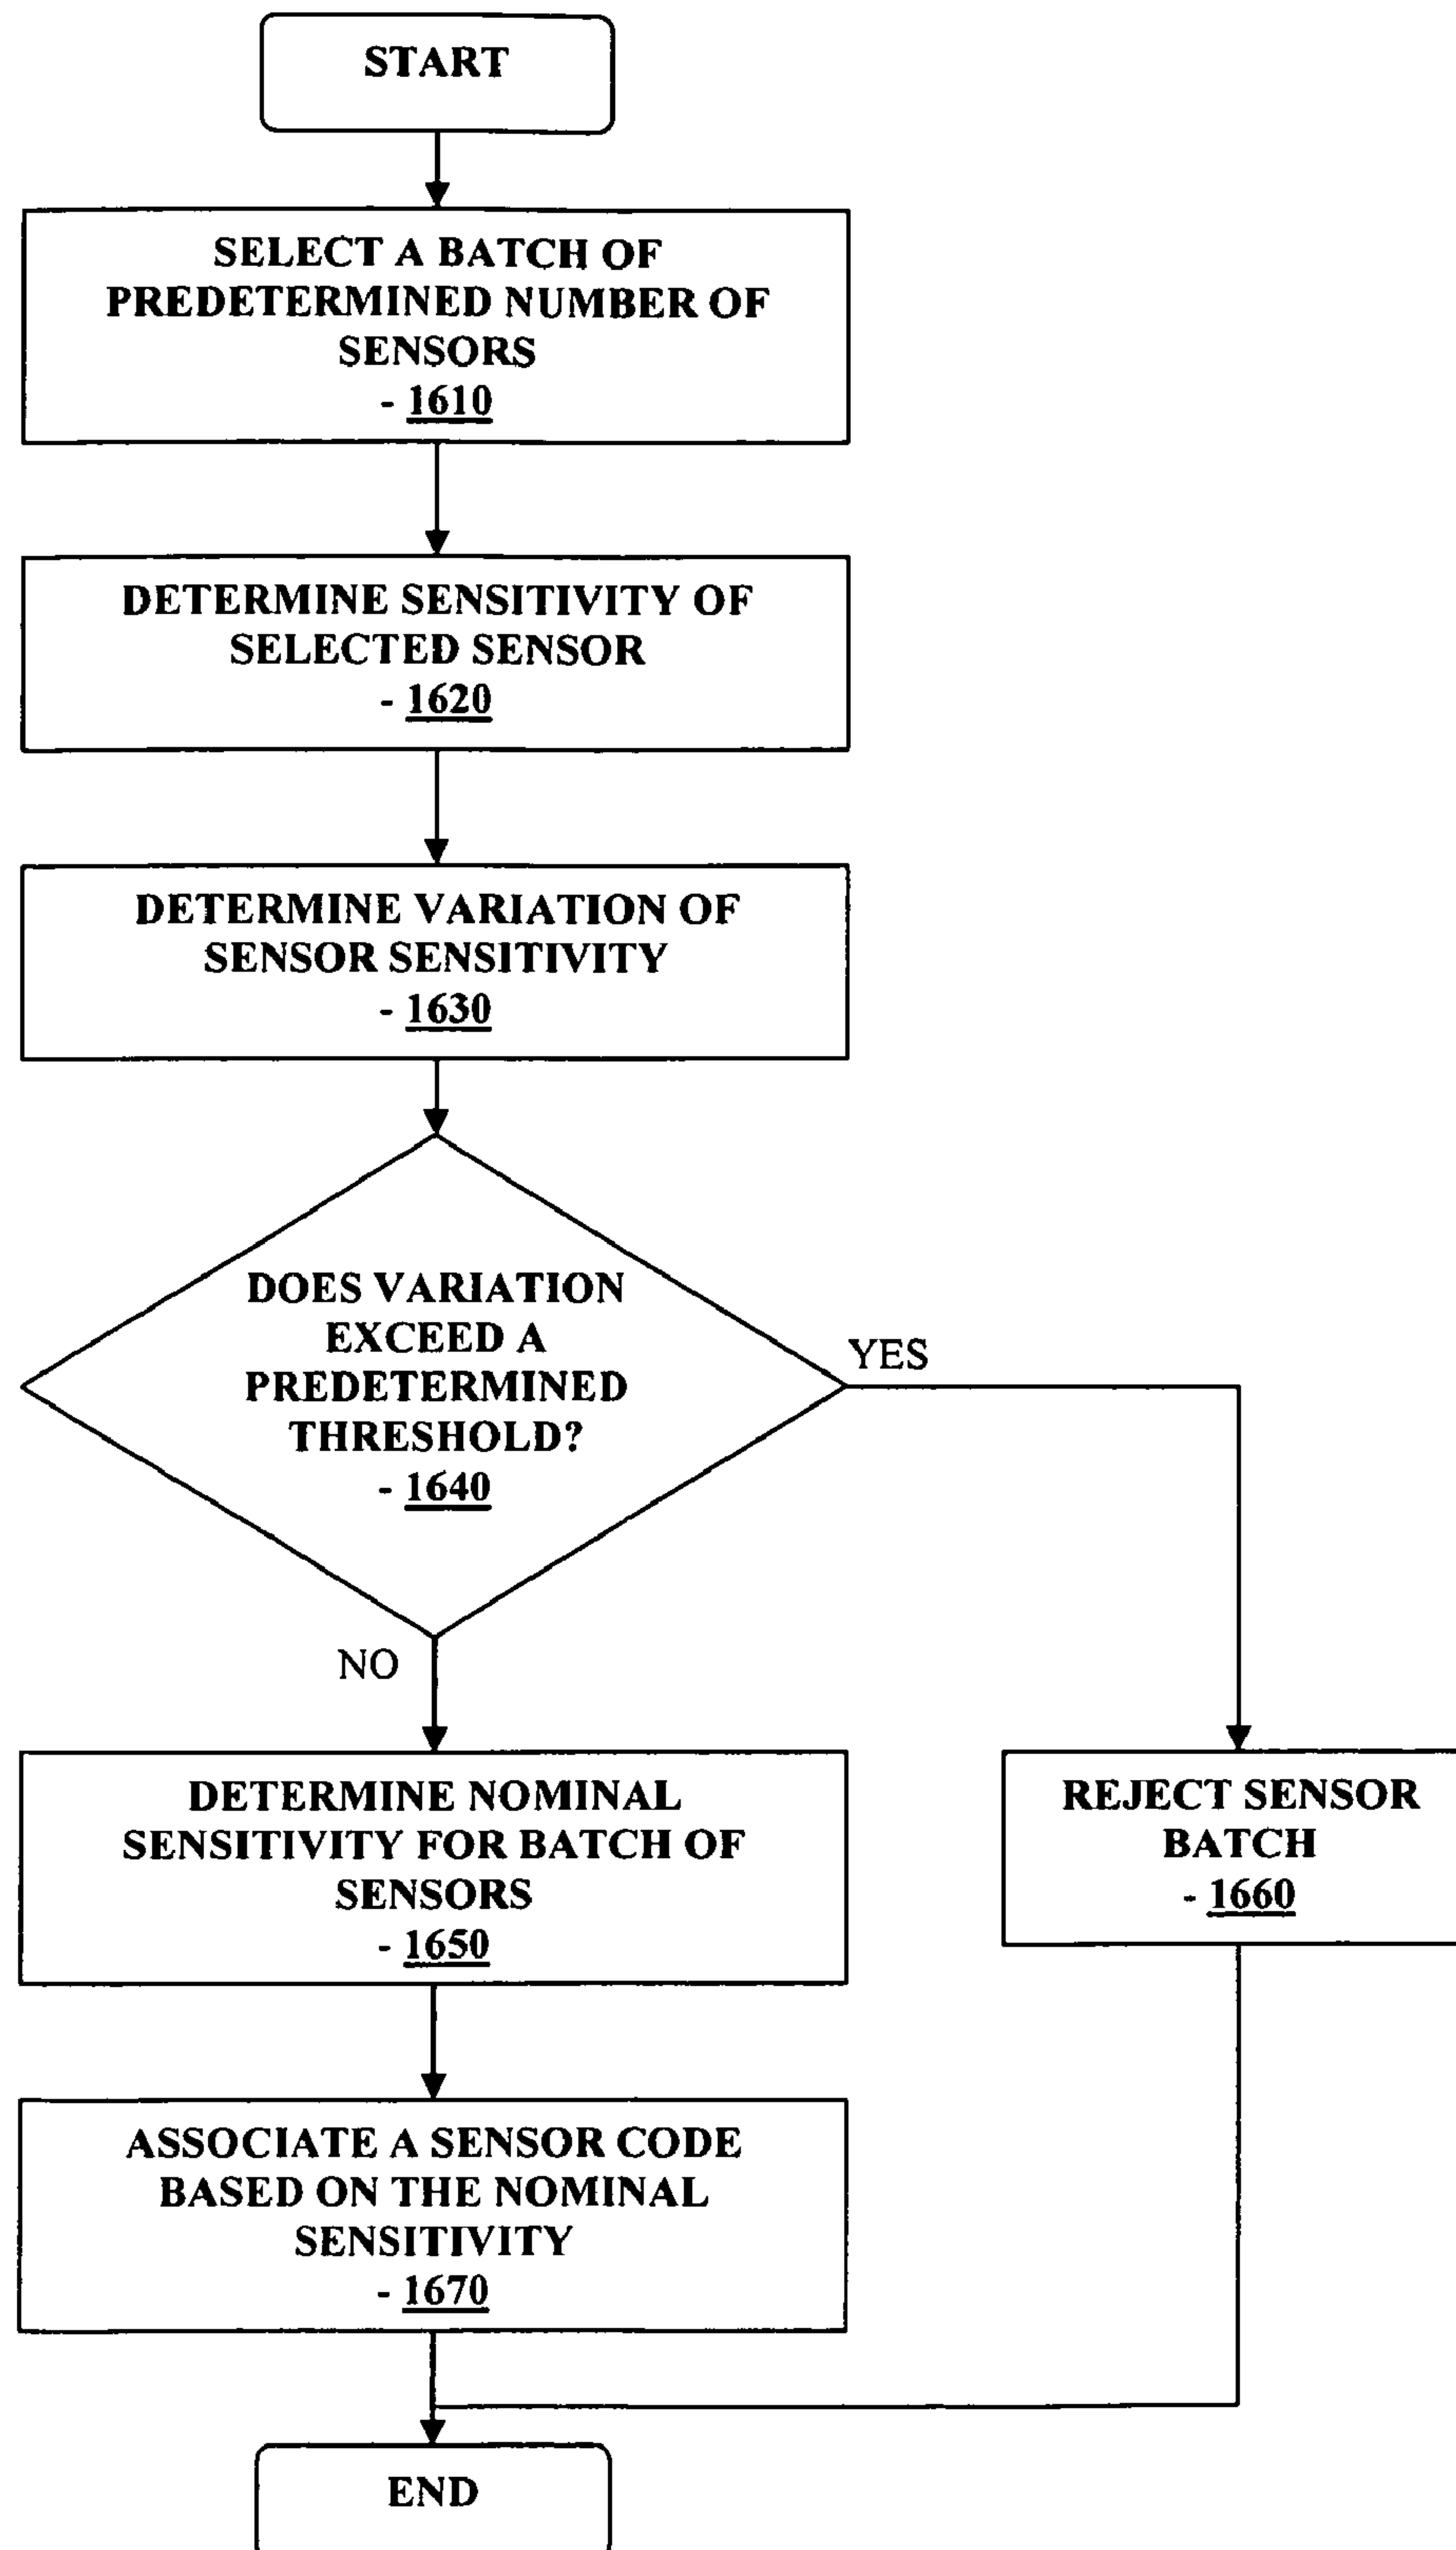 START
SELECT A BATCH OF
PREDETERMINED NUMBER OF
SENSORS
- 1610
DETERMINE SENSITIVITY OF
SELECTED SENSOR
- 1620
DETERMINE VARIATION OF
SENSOR SENSITIVITY
- 1630
DOES VARIATION
EXCEED A
PREDETERMINED
THRESHOLD?
- 1640
YES
NO
DETERMINE NOMINAL
SENSITIVITY FOR BATCH OF
SENSORS
- 1650
REJECT SENSOR
BATCH
- 1660
ASSOCIATE A SENSOR CODE
BASED ON THE NOMINAL
SENSITIVITY
- 1670
END